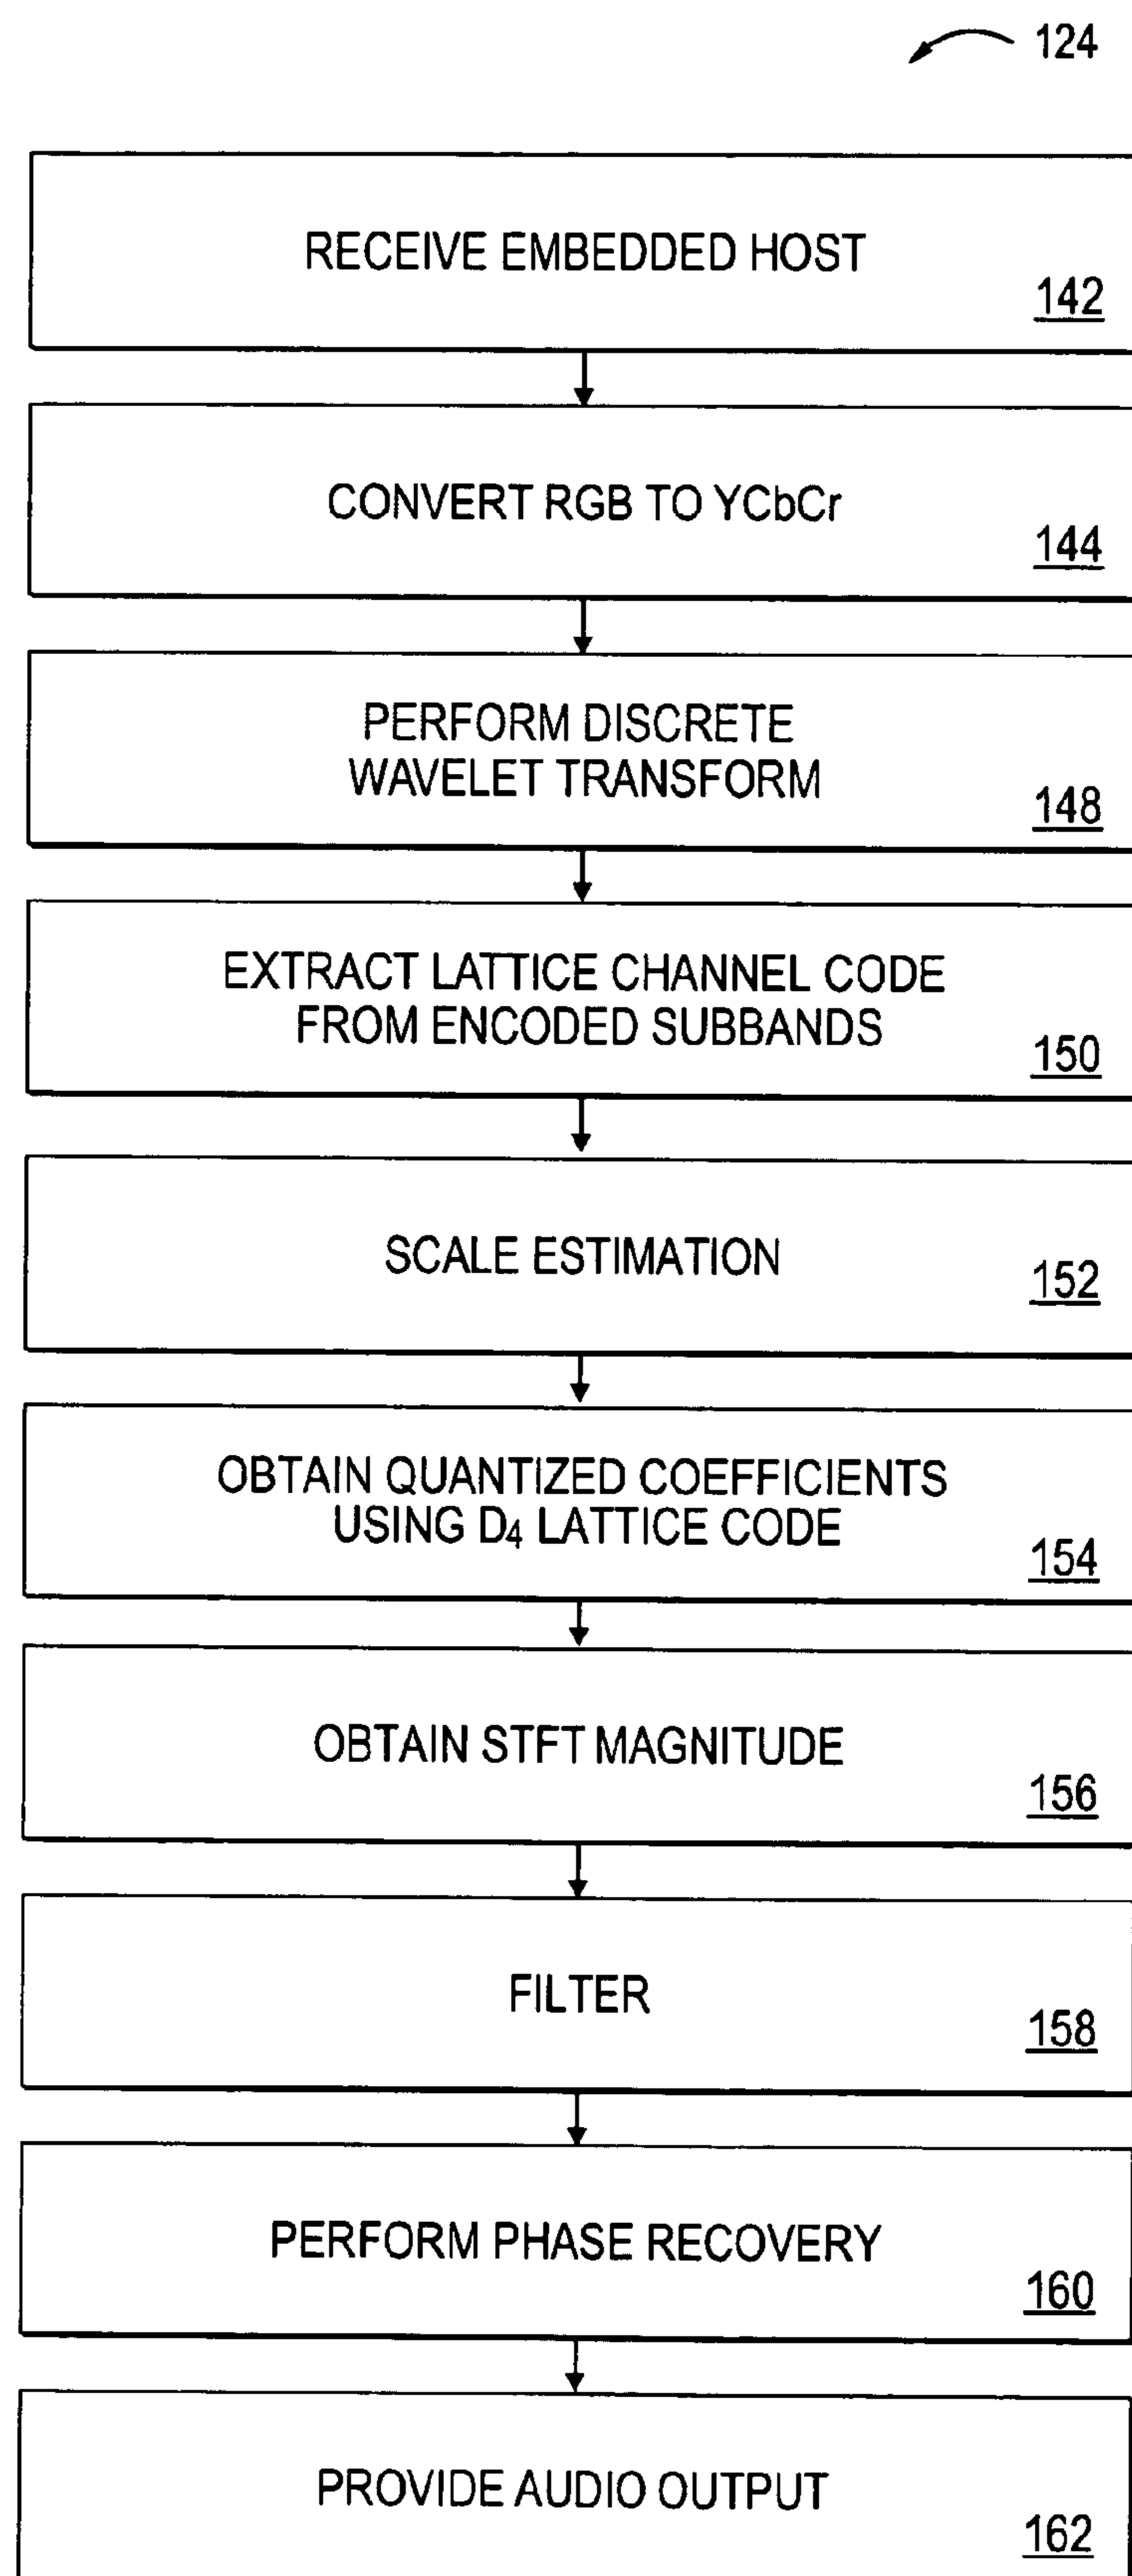 124
RECEIVE EMBEDDED HOST
142
CONVERT RGB TO YCbCr
144
PERFORM DISCRETE
WAVELET TRANSFORM
148
EXTRACT LATTICE CHANNEL CODE
FROM ENCODED SUBBANDS
150
SCALE ESTIMATION
152
OBTAIN QUANTIZED COEFFICIENTS
USING D4 LATTICE CODE
154
OBTAIN STFT MAGNITUDE
156
FILTER
158
PERFORM PHASE RECOVERY
160
PROVIDE AUDIO OUTPUT
162